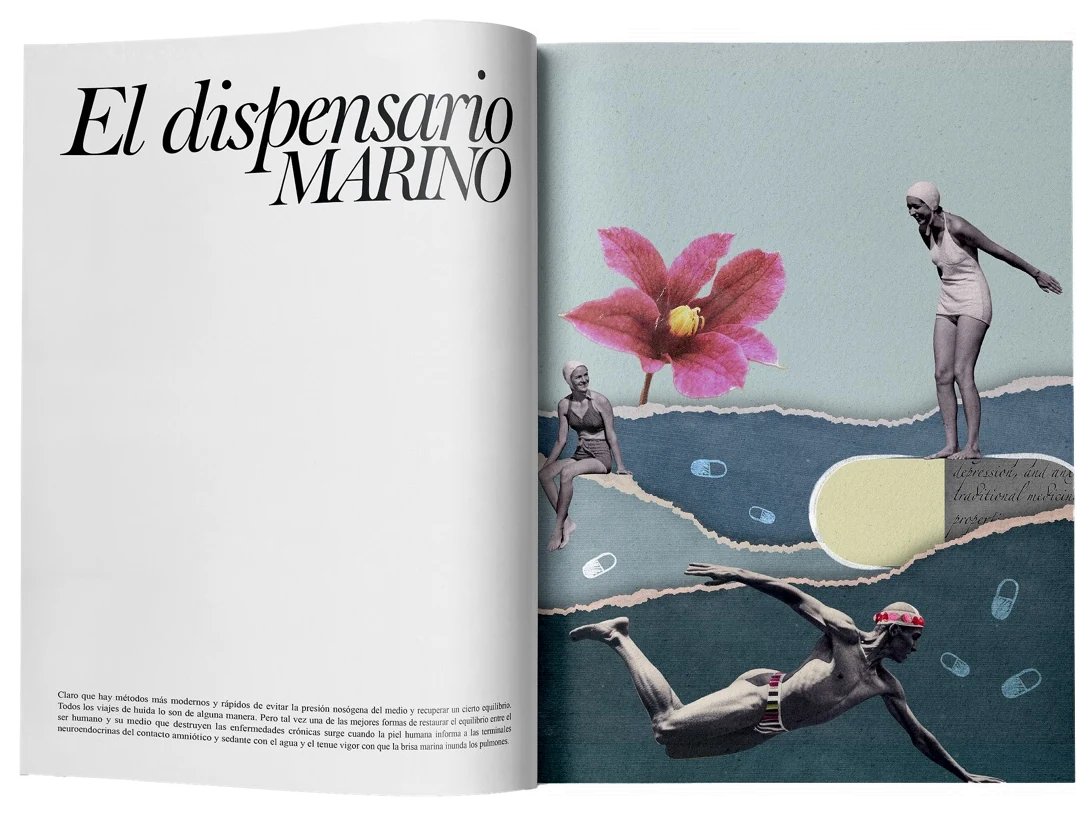 El dispensario
MARINO
Claro que hay métodos más modernos y rápidos de evitar la presión nosógena del medio y recuperar un cierto equilibrio.
Todos los viajes de huida lo son de alguna manera. Pero tal vez una de las mejores formas de restaurar el equilibrio entre el
ser humano y su medio que destruyen las enfermedades crónicas surge cuando la piel humana informa a las terminales
neuroendocrinas del contacto amniótico y sedante con el agua y el tenue vigor con que la brisa marina inunda los pulmones.
depression, and
traditional